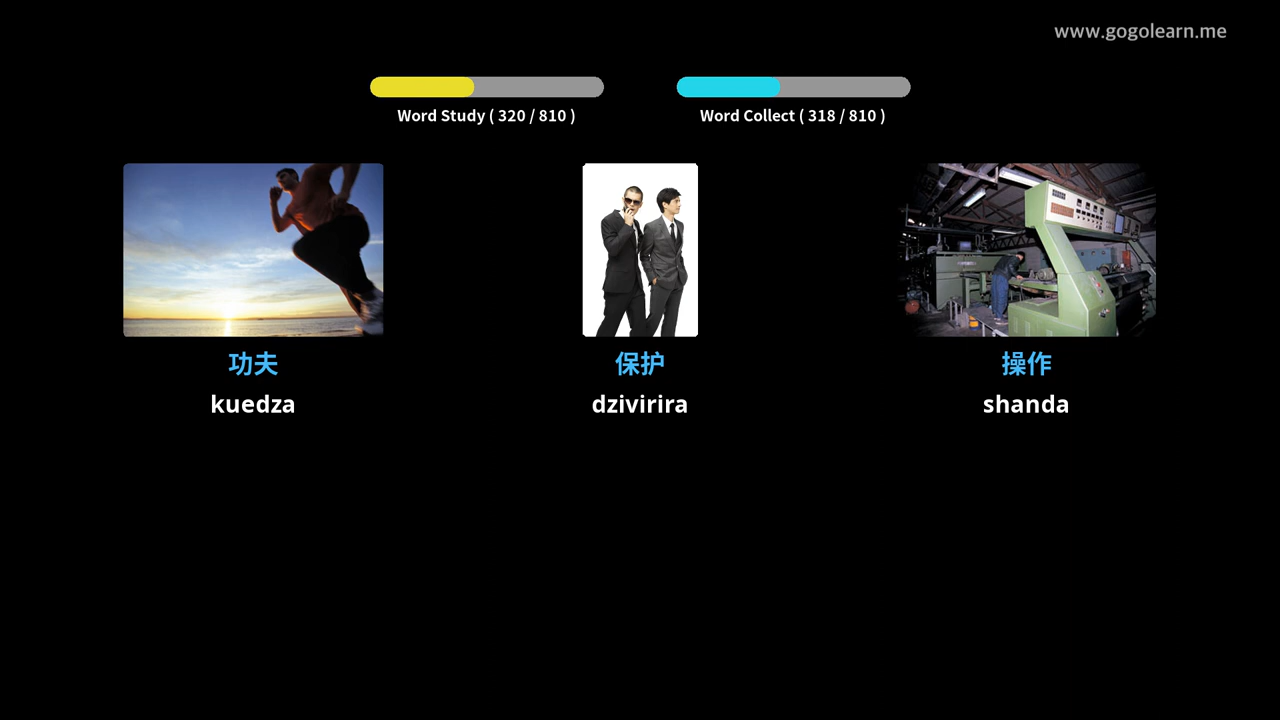 www.gogolearn.me
Word Study ( 320 / 810 )
Word Collect ( 318 / 810 )
功夫
保护
操作
kuedza
dzivirira
shanda